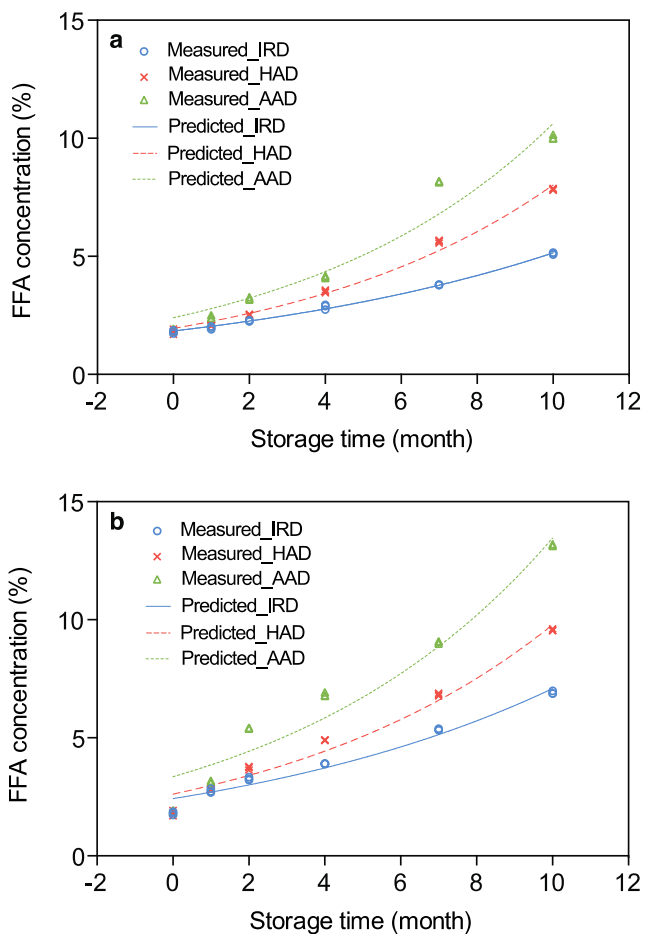 15
a
Measured_IRD
Measured_HAD
Measured_AAD
Predicted_IRD
Predicted_HAD
Predicted_AAD
10
5
0
FFA concentration (%)
-2 0 2 4 6 8 10 12
Storage time (month)
15
b
Measured_IRD
Measured_HAD
Measured_AAD
Predicted_IRD
Predicted_HAD
Predicted_AAD
10
5
0
FFA concentration (%)
-2 0 2 4 6 8 10 12
Storage time (month)